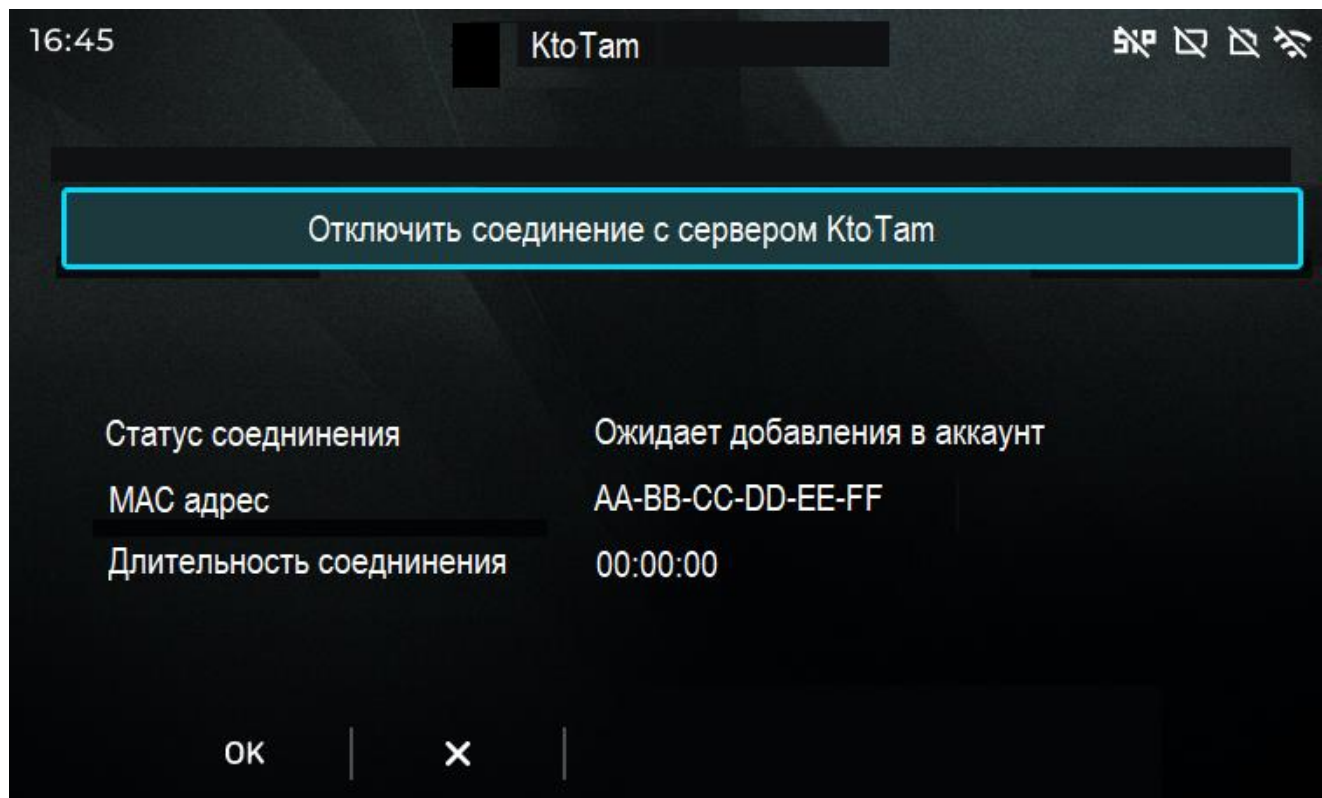 16:45
KtoTam
SIP
Отключить соединение с сервером KtoTam
Статус соеднинения
Ожидает добавления в аккаунт
MAC адрес
AA-BB-CC-DD-EE-FF
Длительность соеднинения
00:00:00
OK